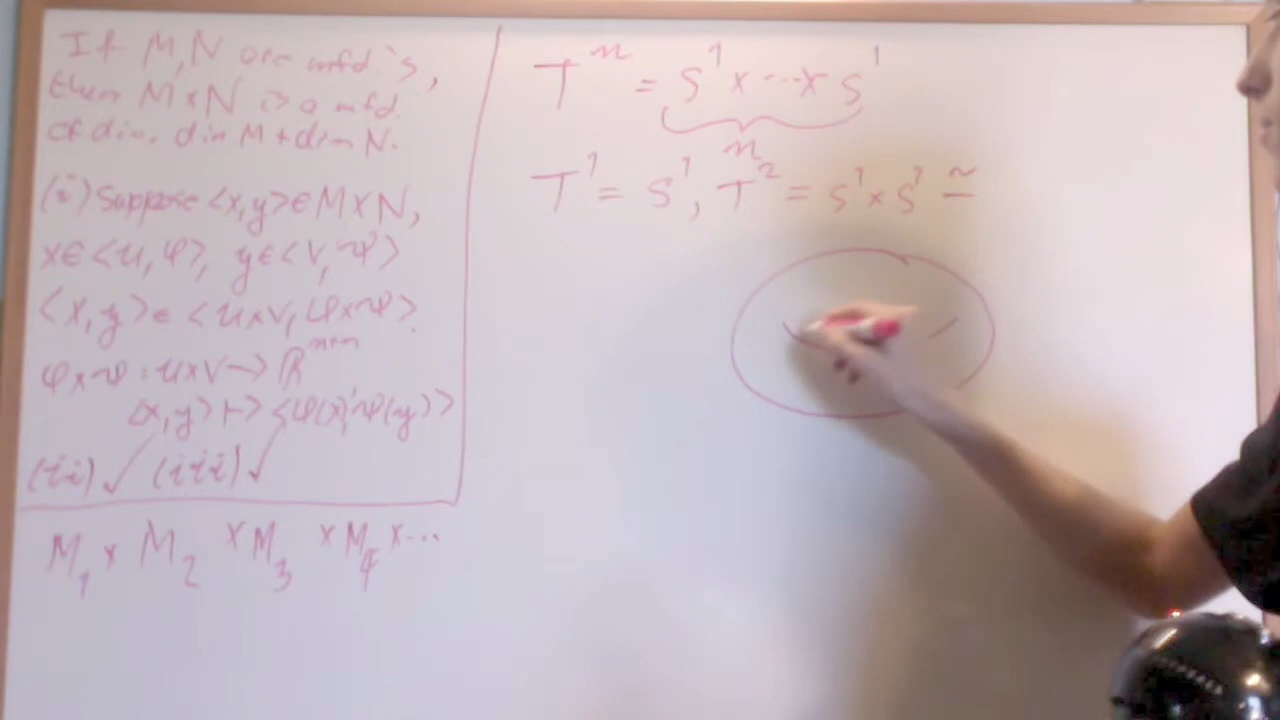 If M,N are mfd.'s,
then M×N is a mfd.
of dim. dim M + dim N.
(i) Suppose <x,y> ∈ M×N,
x∈<U,φ>, y∈<V,ψ>
<x,y> ∈ <U×V, φ×ψ>.
φ×ψ : U×V → ℝ^{m+n}
<x,y> ↦ <φ(x), ψ(y)>
(ii) ✓ (iii) ✓
M₁ × M₂ × M₃ × M₄ × ···
Tⁿ = S¹ × ··· × S¹
n
T¹ = S¹, T² = S¹ × S¹ ≅